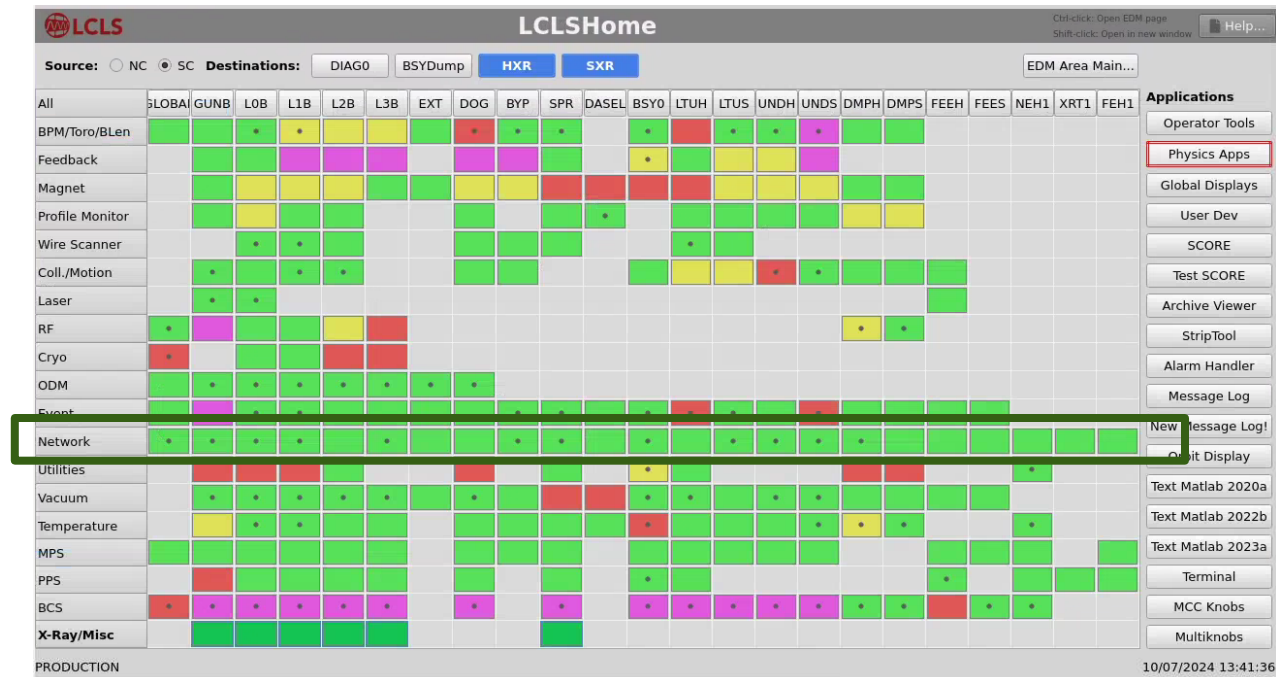 LCLS
LCLSHome
Ctrl-click: Open EDM page
Shift-click: Open in new window
Help...
Source: NC SC Destinations: DIAG0 BSYDump HXR SXR EDM Area Main...
All GLOBAL GUNB L0B L1B L2B L3B EXT DOG BYP SPR DASEL BSY0 LTUH LTUS UNDH UNDS DMPH DMPS FEEH FEES NEH1 XRT1 FEH1
BPM/Toro/BLen
Feedback
Magnet
Profile Monitor
Wire Scanner
Coll./Motion
Laser
RF
Cryo
ODM
Event
Network
Utilities
Vacuum
Temperature
MPS
PPS
BCS
X-Ray/Misc
Applications
Operator Tools
Physics Apps
Global Displays
User Dev
SCORE
Test SCORE
Archive Viewer
StripTool
Alarm Handler
Message Log
New Message Log!
Orbit Display
Text Matlab 2020a
Text Matlab 2022b
Text Matlab 2023a
Terminal
MCC Knobs
Multiknobs
PRODUCTION
10/07/2024 13:41:36